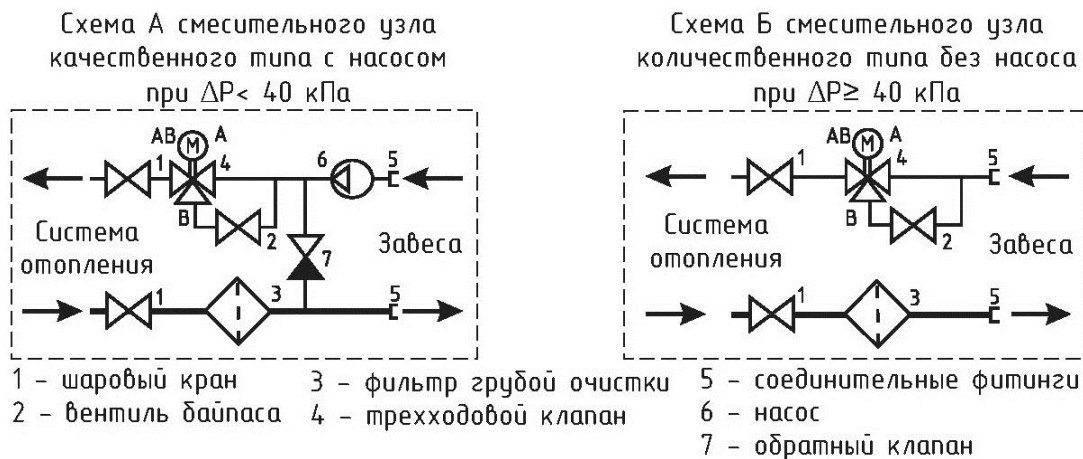 Схема А смесительного узла
качественного типа с насосом
при ΔP< 40 кПа
АВ М А
1 4 6 5
В 2
7
Система
отопления
Завеса
1 3 5
Схема Б смесительного узла
количественного типа без насоса
при ΔP≥ 40 кПа
АВ М А
1 4 5
В 2
Система
отопления
Завеса
1 3 5
1 – шаровый кран
2 – вентиль байпаса
3 – фильтр грубой очистки
4 – трехходовой клапан
5 – соединительные фитинги
6 – насос
7 – обратный клапан